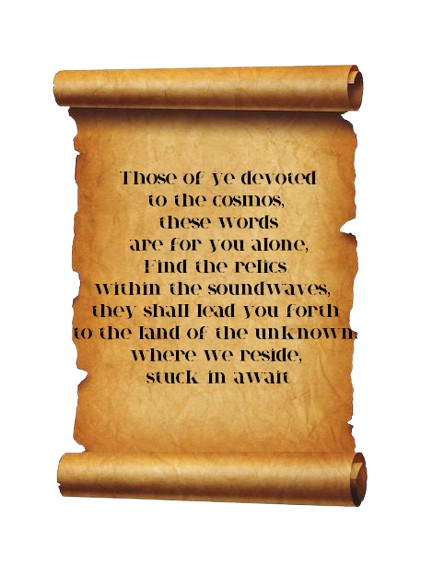 Those of ye devoted
to the cosmos,
these words
are for you alone,
Find the relics
within the soundwaves,
they shall lead you forth
to the land of the unknown,
where we reside,
stuck in await